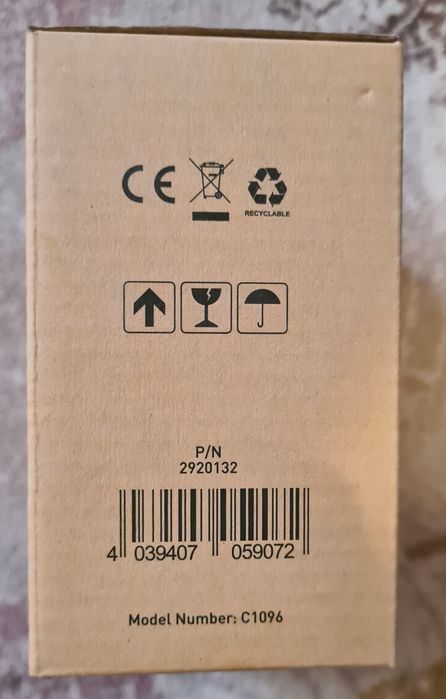 CE
RECYCLABLE
P/N
2920132
4 039407 059072
Model Number: C1096